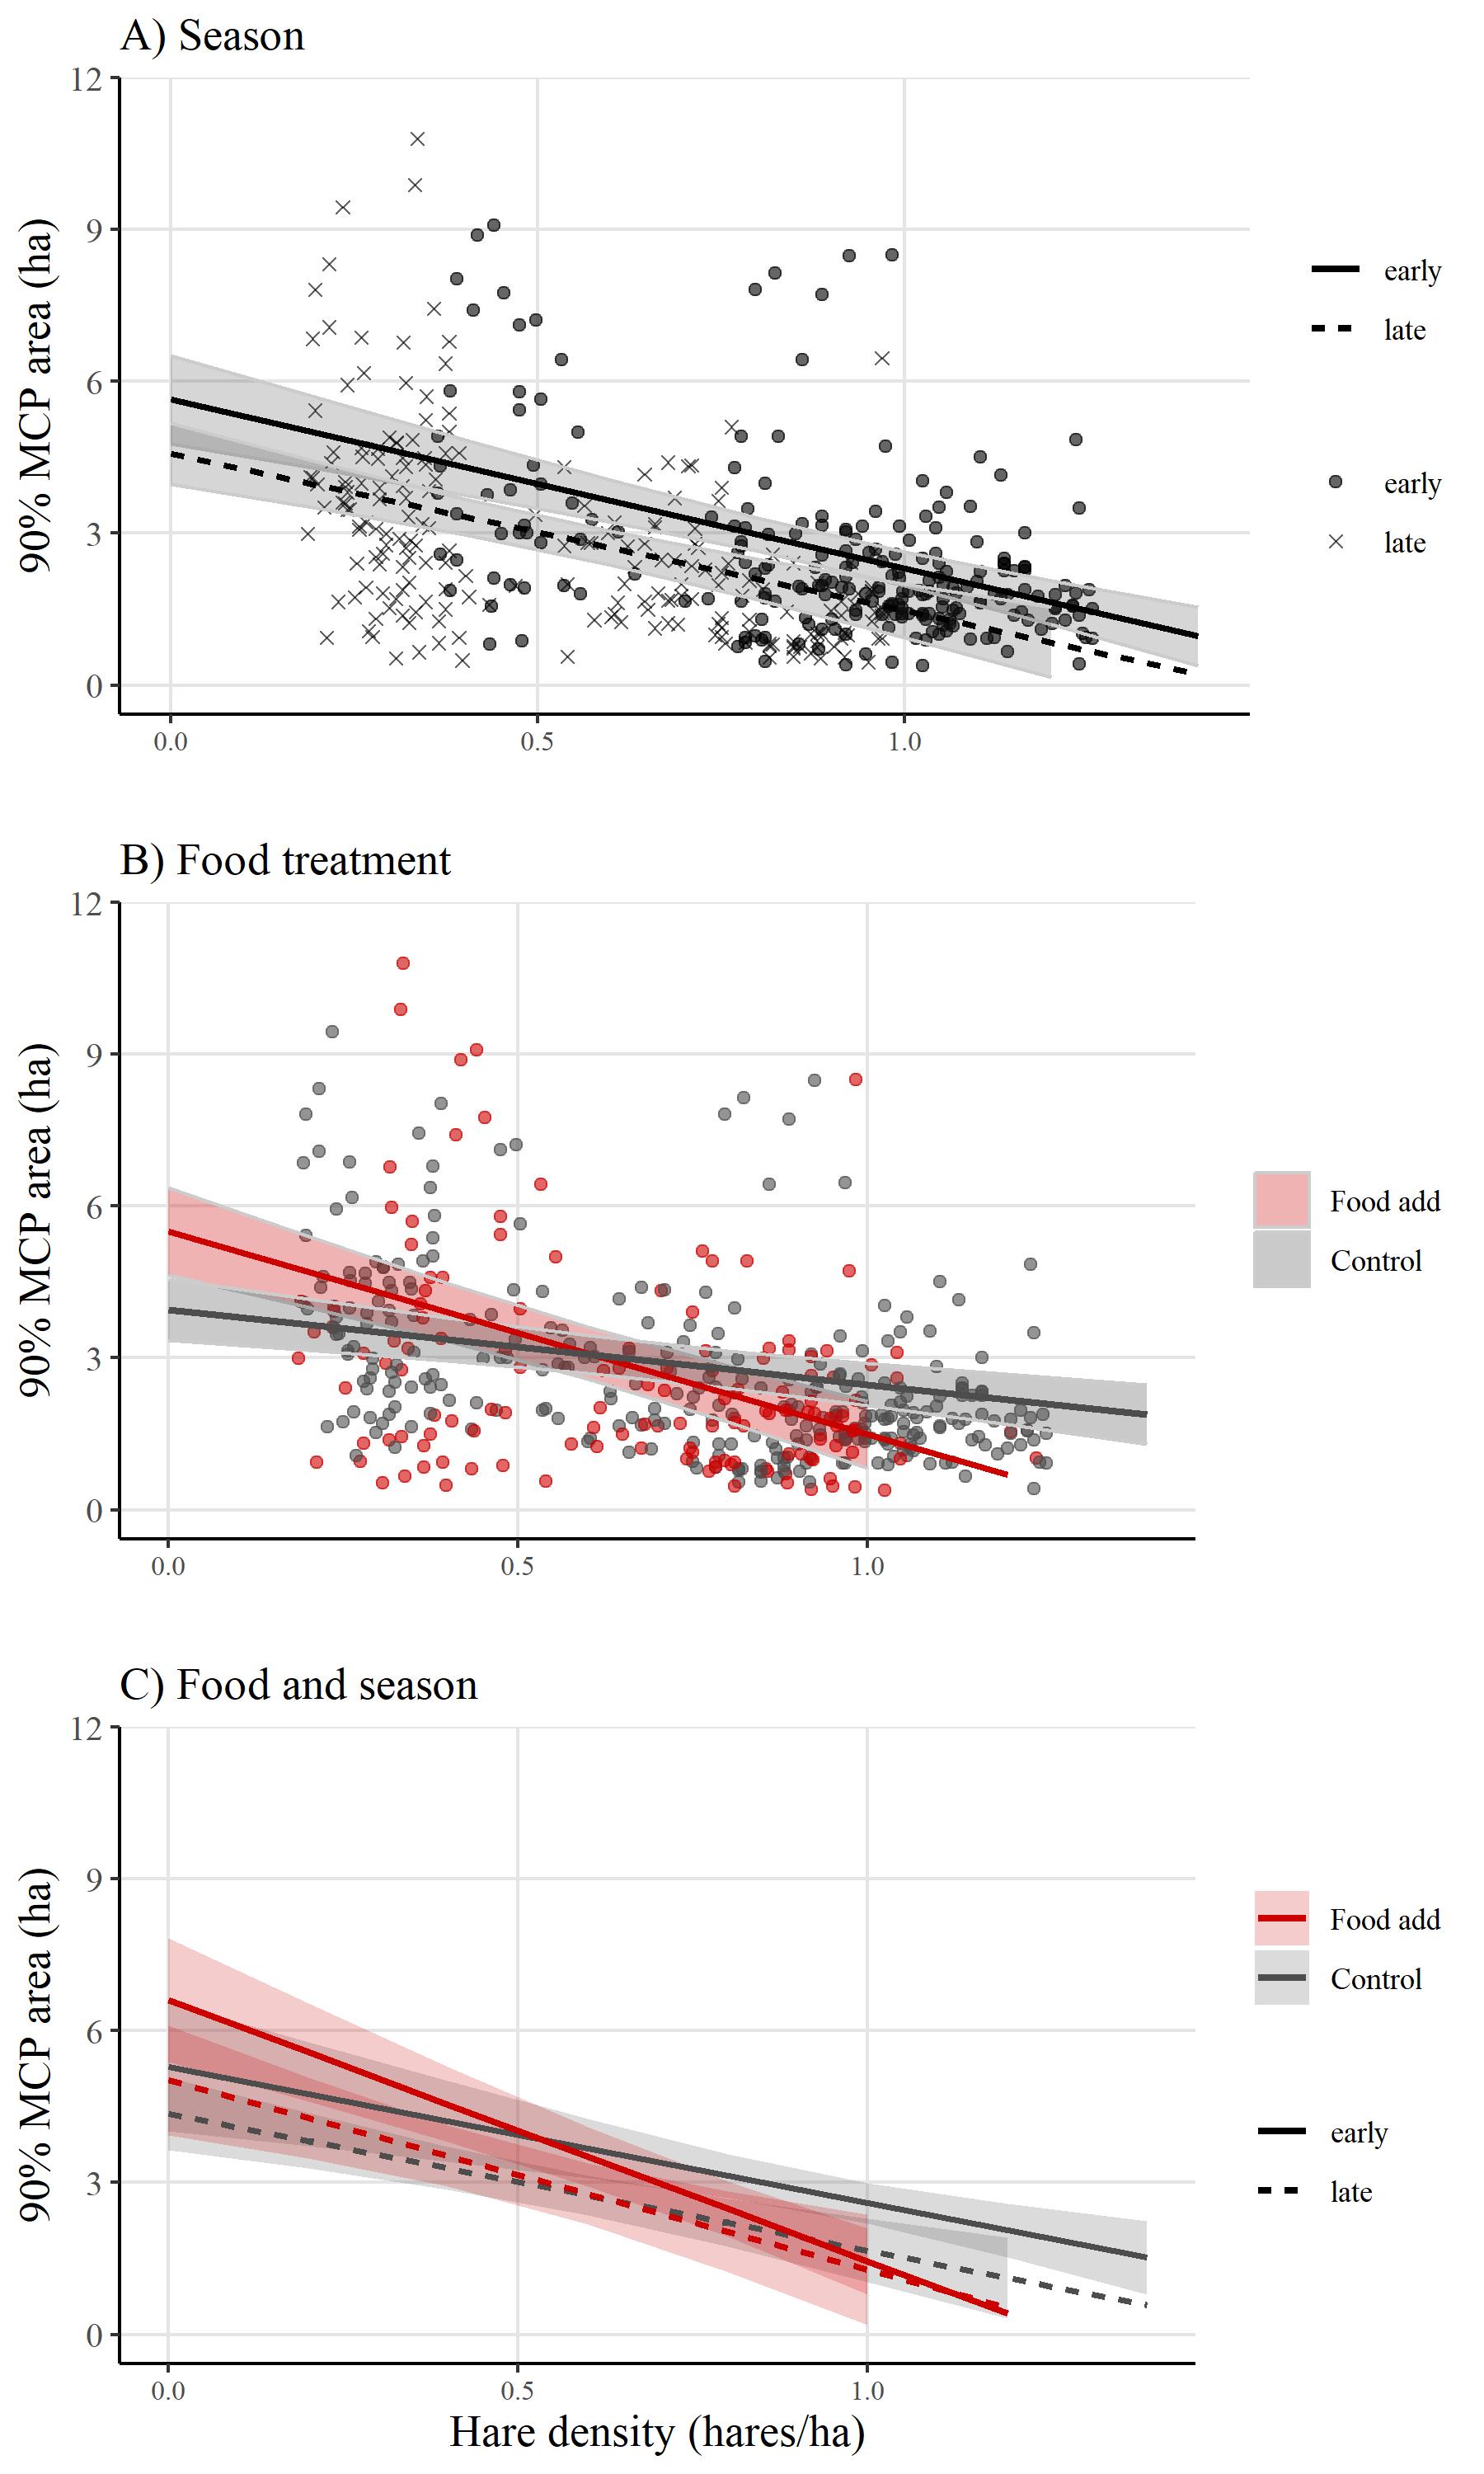 A) Season
12
9
6
3
0
90% MCP area (ha)
0.0 0.5 1.0
early
late
early
late
B) Food treatment
12
9
6
3
0
90% MCP area (ha)
0.0 0.5 1.0
Food add
Control
C) Food and season
12
9
6
3
0
90% MCP area (ha)
0.0 0.5 1.0
Hare density (hares/ha)
Food add
Control
early
late